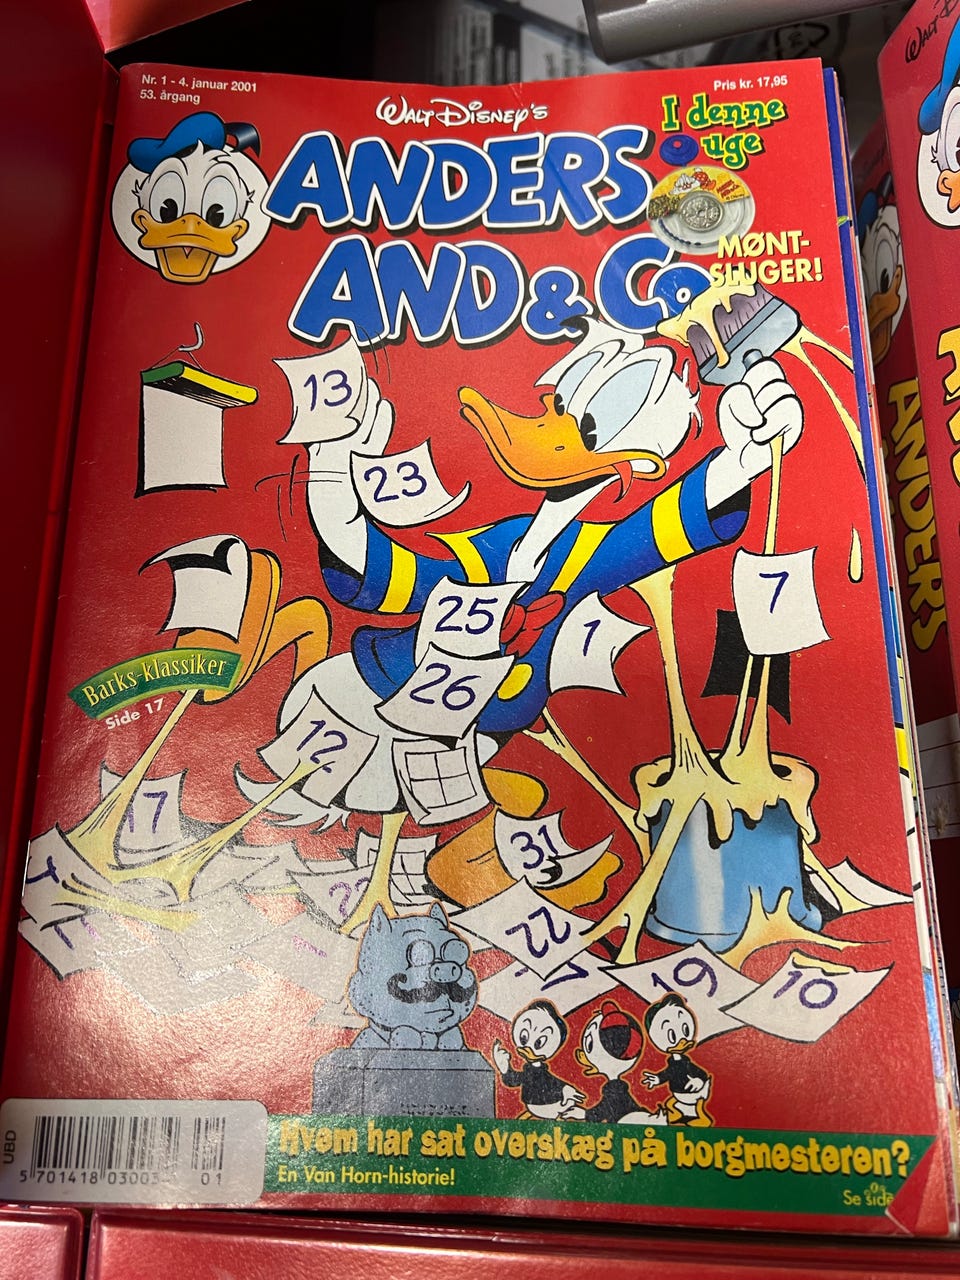 Nr. 1 - 4. januar 2001
53. årgang
Pris kr. 17,95
WALT DISNEY'S
ANDERS
AND & Co
I denne
uge
MØNT-
SLUGER!
13
23
25
1
7
26
12
Barks-klassiker
Side 17
17
31
22
19
10
Hvem har sat overskæg på borgmesteren?
En Van Horn-historie!
Se side
UBD
5 701418 03003
01
ANDERS